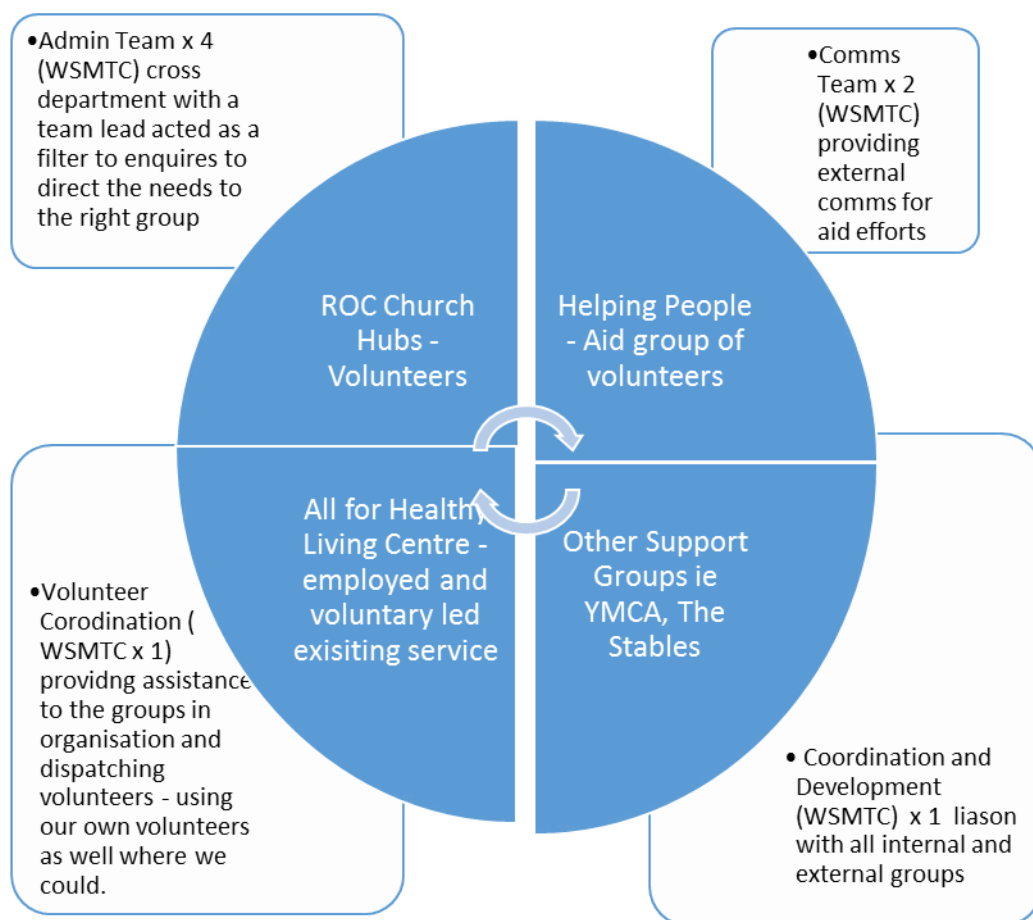 •Admin Team x 4
(WSMTC) cross
department with a
team lead acted as a
filter to enquires to
direct the needs to
the right group
•Comms
Team x 2
(WSMTC)
providing
external
comms for
aid efforts
ROC Church
Hubs -
Volunteers
Helping People
- Aid group of
volunteers
All for Healthy
Living Centre -
employed and
voluntary led
exisiting service
Other Support
Groups ie
YMCA, The
Stables
•Volunteer
Corodination (
WSMTC x 1)
providng assistance
to the groups in
organisation and
dispatching
volunteers - using
our own volunteers
as well where we
could.
• Coordination and
Development
(WSMTC) x 1 liason
with all internal and
external groups